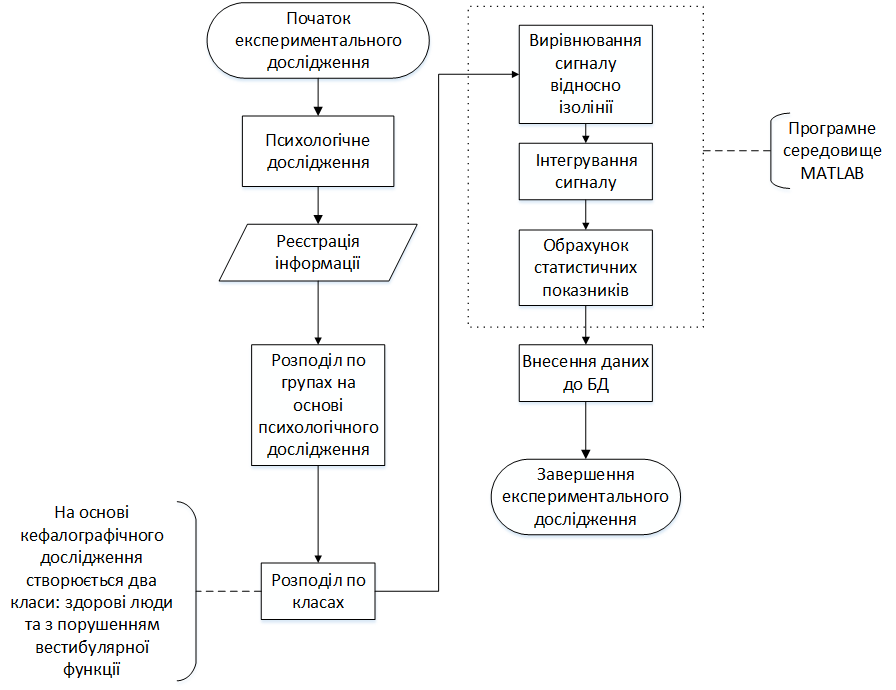 Початок
експериментального
дослідження
Психологічне
дослідження
Реєстрація
інформації
Розподіл по
групах на
основі
психологічного
дослідження
Розподіл по
класах
На основі
кефалографічного
дослідження
створюється два
класи: здорові люди
та з порушенням
вестибулярної
функції
Вирівнювання
сигналу
відносно
ізолінії
Інтегрування
сигналу
Обрахунок
статистичних
показників
Програмне
середовище
MATLAB
Внесення даних
до БД
Завершення
експериментального
дослідження